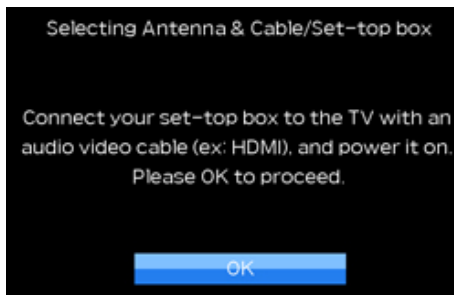 Selecting Antenna & Cable/Set-top box
Connect your set-top box to the TV with an
audio video cable (ex: HDMI), and power it on.
Please OK to proceed.
OK